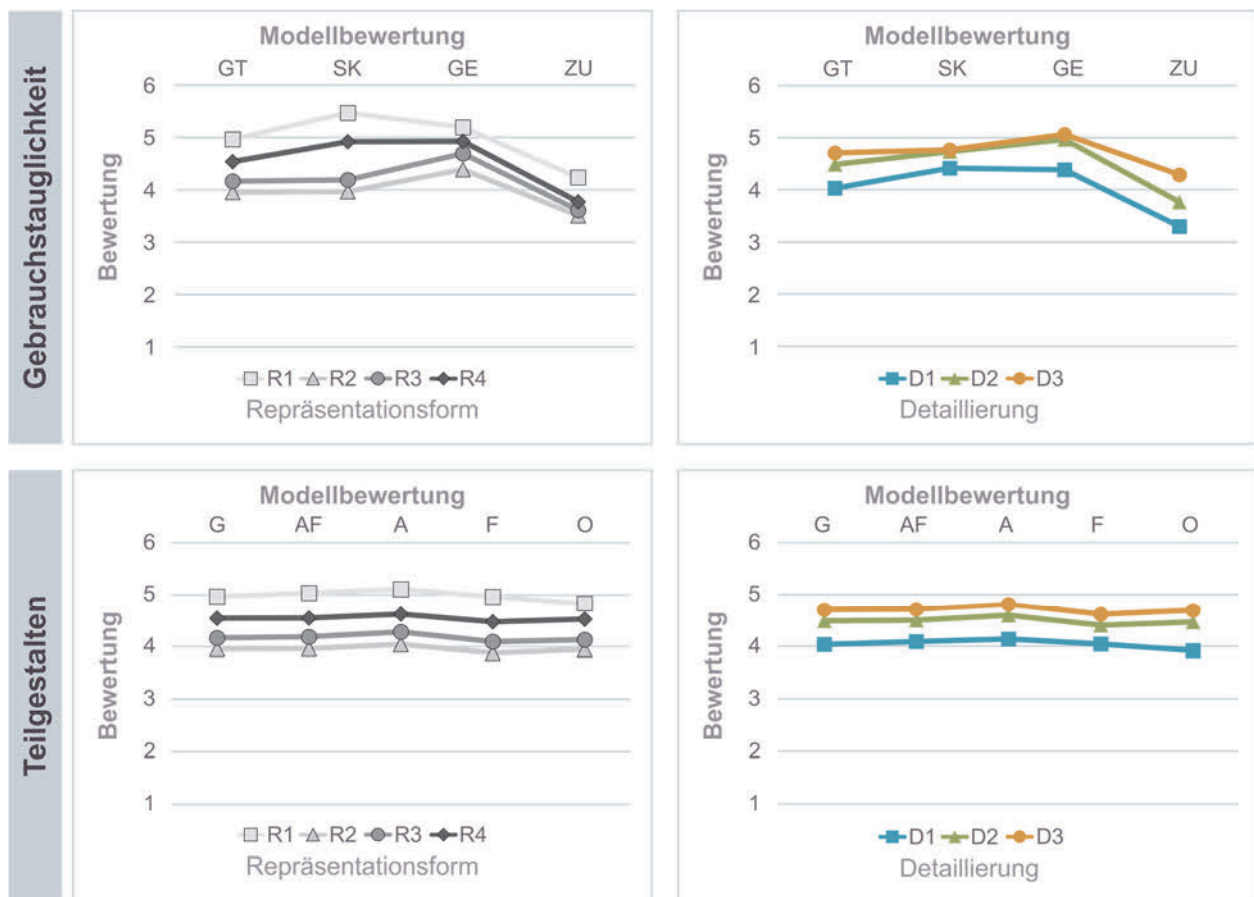 Gebrauchstauglichkeit
Modellbewertung
GT SK GE ZU
6
5
4
3
2
1
Bewertung
R1 R2 R3 R4
Repräsentationsform
Modellbewertung
GT SK GE ZU
6
5
4
3
2
1
Bewertung
D1 D2 D3
Detaillierung
Teilgestalten
Modellbewertung
G AF A F O
6
5
4
3
2
1
Bewertung
R1 R2 R3 R4
Repräsentationsform
Modellbewertung
G AF A F O
6
5
4
3
2
1
Bewertung
D1 D2 D3
Detaillierung